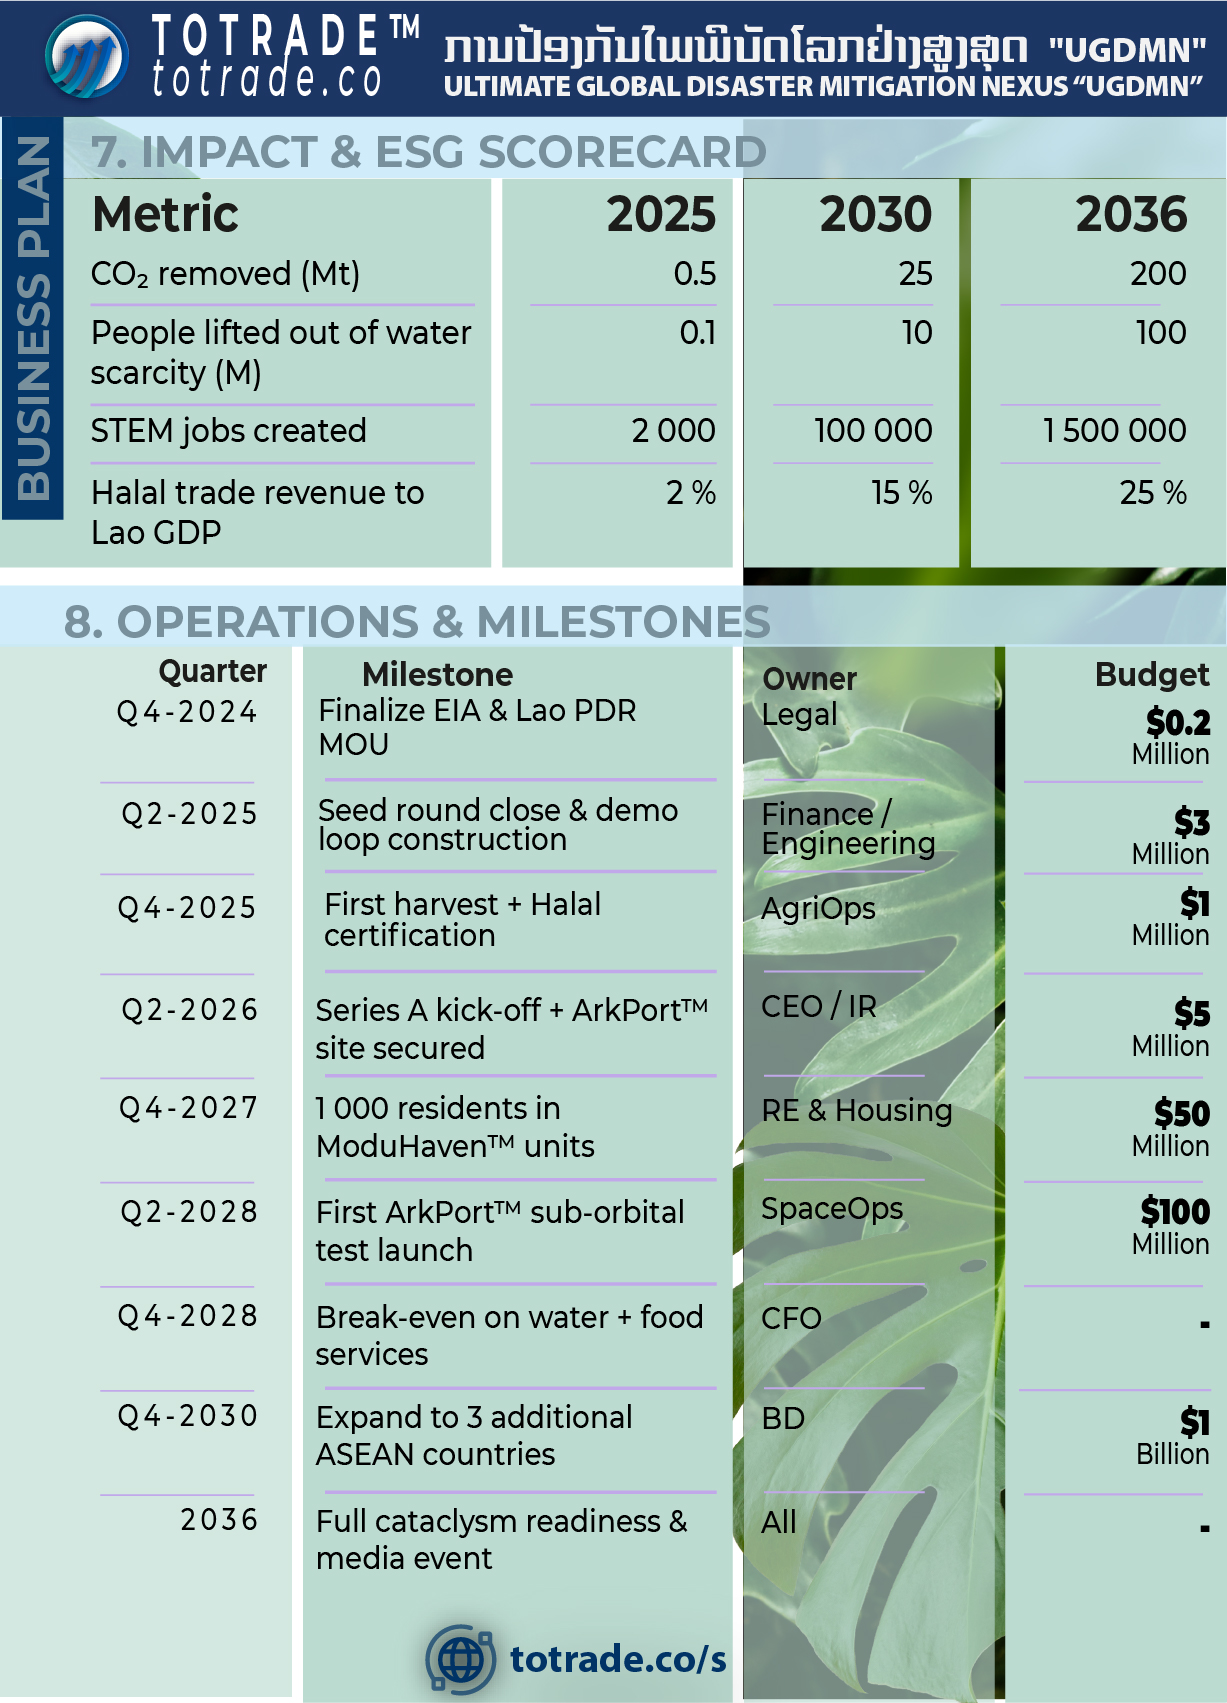 TOTRADE™
totrade.co
ການປ້ອງກັນໄພພິບັດໂລກຢ່າງສູງສຸດ "UGDMN"
ULTIMATE GLOBAL DISASTER MITIGATION NEXUS “UGDMN”
BUSINESS PLAN
7. IMPACT & ESG SCORECARD
Metric 2025 2030 2036
CO₂ removed (Mt) 0.5 25 200
People lifted out of water 0.1 10 100
scarcity (M)
STEM jobs created 2 000 100 000 1 500 000
Halal trade revenue to 2 % 15 % 25 %
Lao GDP
8. OPERATIONS & MILESTONES
Quarter Milestone Owner Budget
Q4-2024 Finalize EIA & Lao PDR Legal $0.2
MOU Million
Q2-2025 Seed round close & demo Finance / $3
loop construction Engineering Million
Q4-2025 First harvest + Halal AgriOps $1
certification Million
Q2-2026 Series A kick-off + ArkPort™ CEO / IR $5
site secured Million
Q4-2027 1 000 residents in RE & Housing $50
ModuHaven™ units Million
Q2-2028 First ArkPort™ sub-orbital SpaceOps $100
test launch Million
Q4-2028 Break-even on water + food CFO -
services
Q4-2030 Expand to 3 additional BD $1
ASEAN countries Billion
2036 Full cataclysm readiness & All -
media event
totrade.co/s